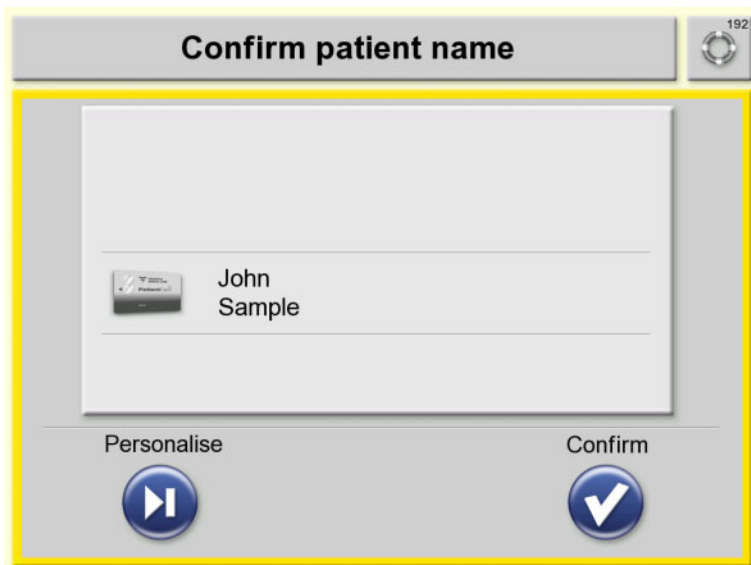 Confirm patient name
192
John
Sample
Personalise
Confirm